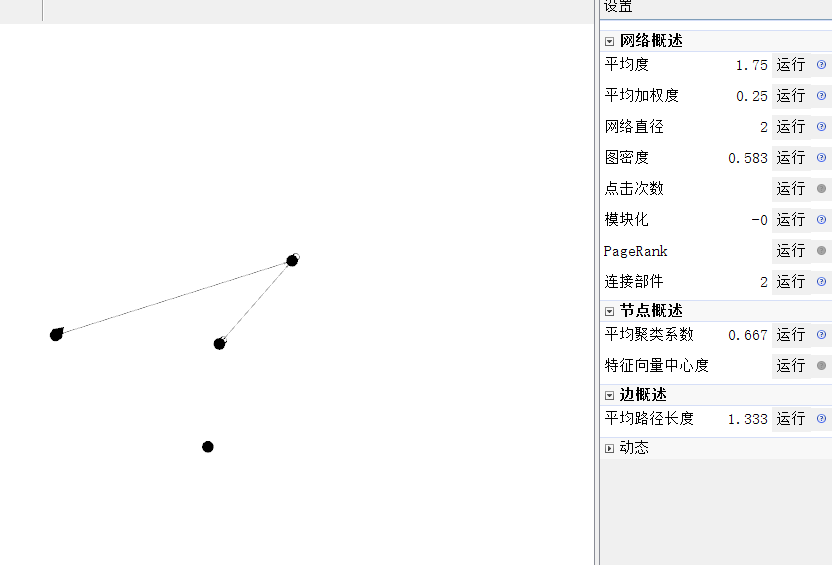 设置
网络概述
平均度 1.75 运行
平均加权度 0.25 运行
网络直径 2 运行
图密度 0.583 运行
点击次数 运行
模块化 -0 运行
PageRank 运行
连接部件 2 运行
节点概述
平均聚类系数 0.667 运行
特征向量中心度 运行
边概述
平均路径长度 1.333 运行
动态